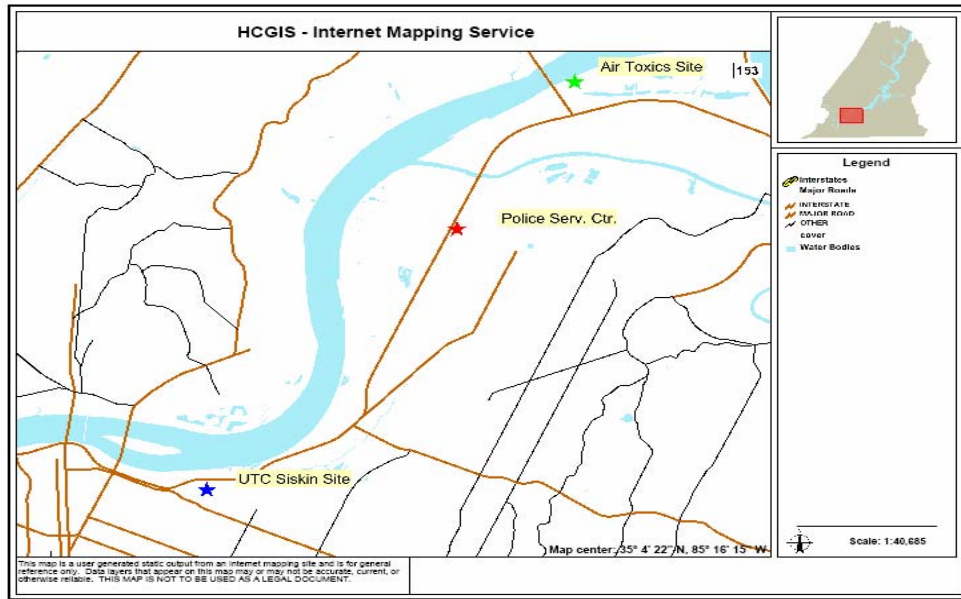 HCGIS - Internet Mapping Service
Air Toxics Site
153
Police Serv. Ctr.
UTC Siskin Site
Map center: 35° 4' 22" N, 85° 16' 15" W
Legend
Interstates
Major Roads
INTERSTATE
MAJOR ROAD
OTHER
cover
Water Bodies
Scale: 1:40,685
This map is a user generated static output from an Internet mapping site and is for general
reference only. Data layers that appear on this map may or may not be accurate, current, or
otherwise reliable. THIS MAP IS NOT TO BE USED AS A LEGAL DOCUMENT.